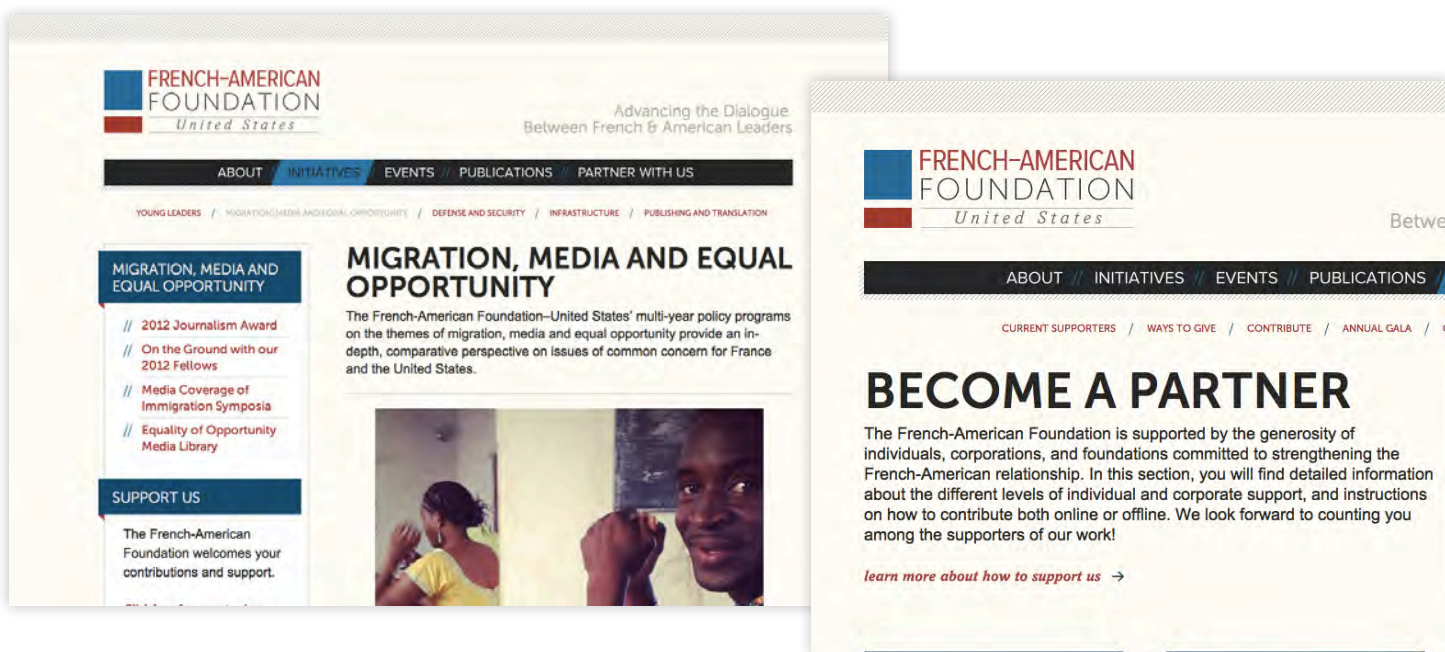 FRENCH-AMERICAN
FOUNDATION
United States
Advancing the Dialogue
Between French & American Leaders
ABOUT // INITIATIVES // EVENTS // PUBLICATIONS // PARTNER WITH US
YOUNG LEADERS / MIGRATION, MEDIA AND EQUAL OPPORTUNITY / DEFENSE AND SECURITY / INFRASTRUCTURE / PUBLISHING AND TRANSLATION
MIGRATION, MEDIA AND
EQUAL OPPORTUNITY
// 2012 Journalism Award
// On the Ground with our
2012 Fellows
// Media Coverage of
Immigration Symposia
// Equality of Opportunity
Media Library
SUPPORT US
The French-American
Foundation welcomes your
contributions and support.
MIGRATION, MEDIA AND EQUAL
OPPORTUNITY
The French-American Foundation–United States' multi-year policy programs
on the themes of migration, media and equal opportunity provide an in-
depth, comparative perspective on issues of common concern for France
and the United States.
FRENCH-AMERICAN
FOUNDATION
United States
Betwe
ABOUT // INITIATIVES // EVENTS // PUBLICATIONS //
CURRENT SUPPORTERS / WAYS TO GIVE / CONTRIBUTE / ANNUAL GALA /
BECOME A PARTNER
The French-American Foundation is supported by the generosity of
individuals, corporations, and foundations committed to strengthening the
French-American relationship. In this section, you will find detailed information
about the different levels of individual and corporate support, and instructions
on how to contribute both online or offline. We look forward to counting you
among the supporters of our work!
learn more about how to support us →